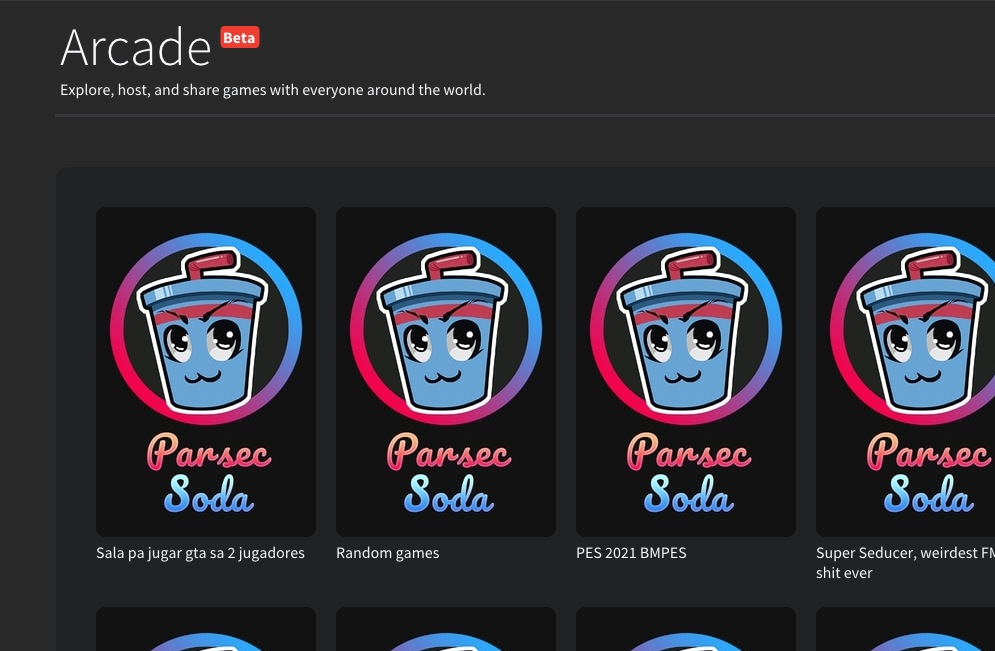 Arcade Beta
Explore, host, and share games with everyone around the world.
Parsec Parsec Parsec Parsec
Soda Soda Soda Soda
Sala pa jugar gta sa 2 jugadores
Random games
PES 2021 BMPES
Super Seducer, weirdest FM
shit ever